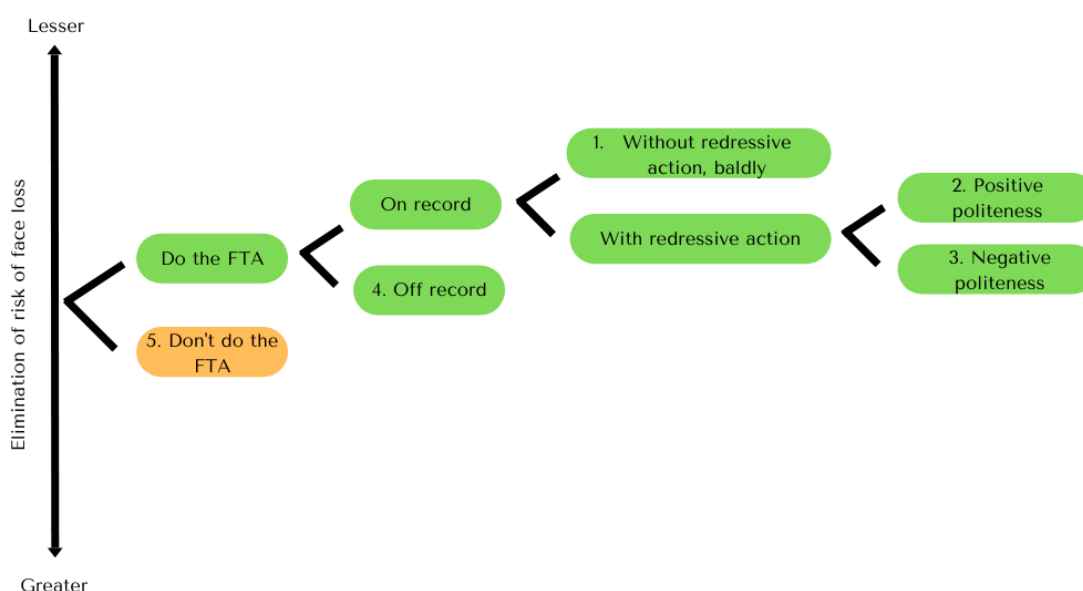 Lesser
Elimination of risk of face loss
1. Without redressive
action, baldly
2. Positive
politeness
On record
With redressive action
Do the FTA
3. Negative
politeness
4. Off record
5. Don't do the
FTA
Greater